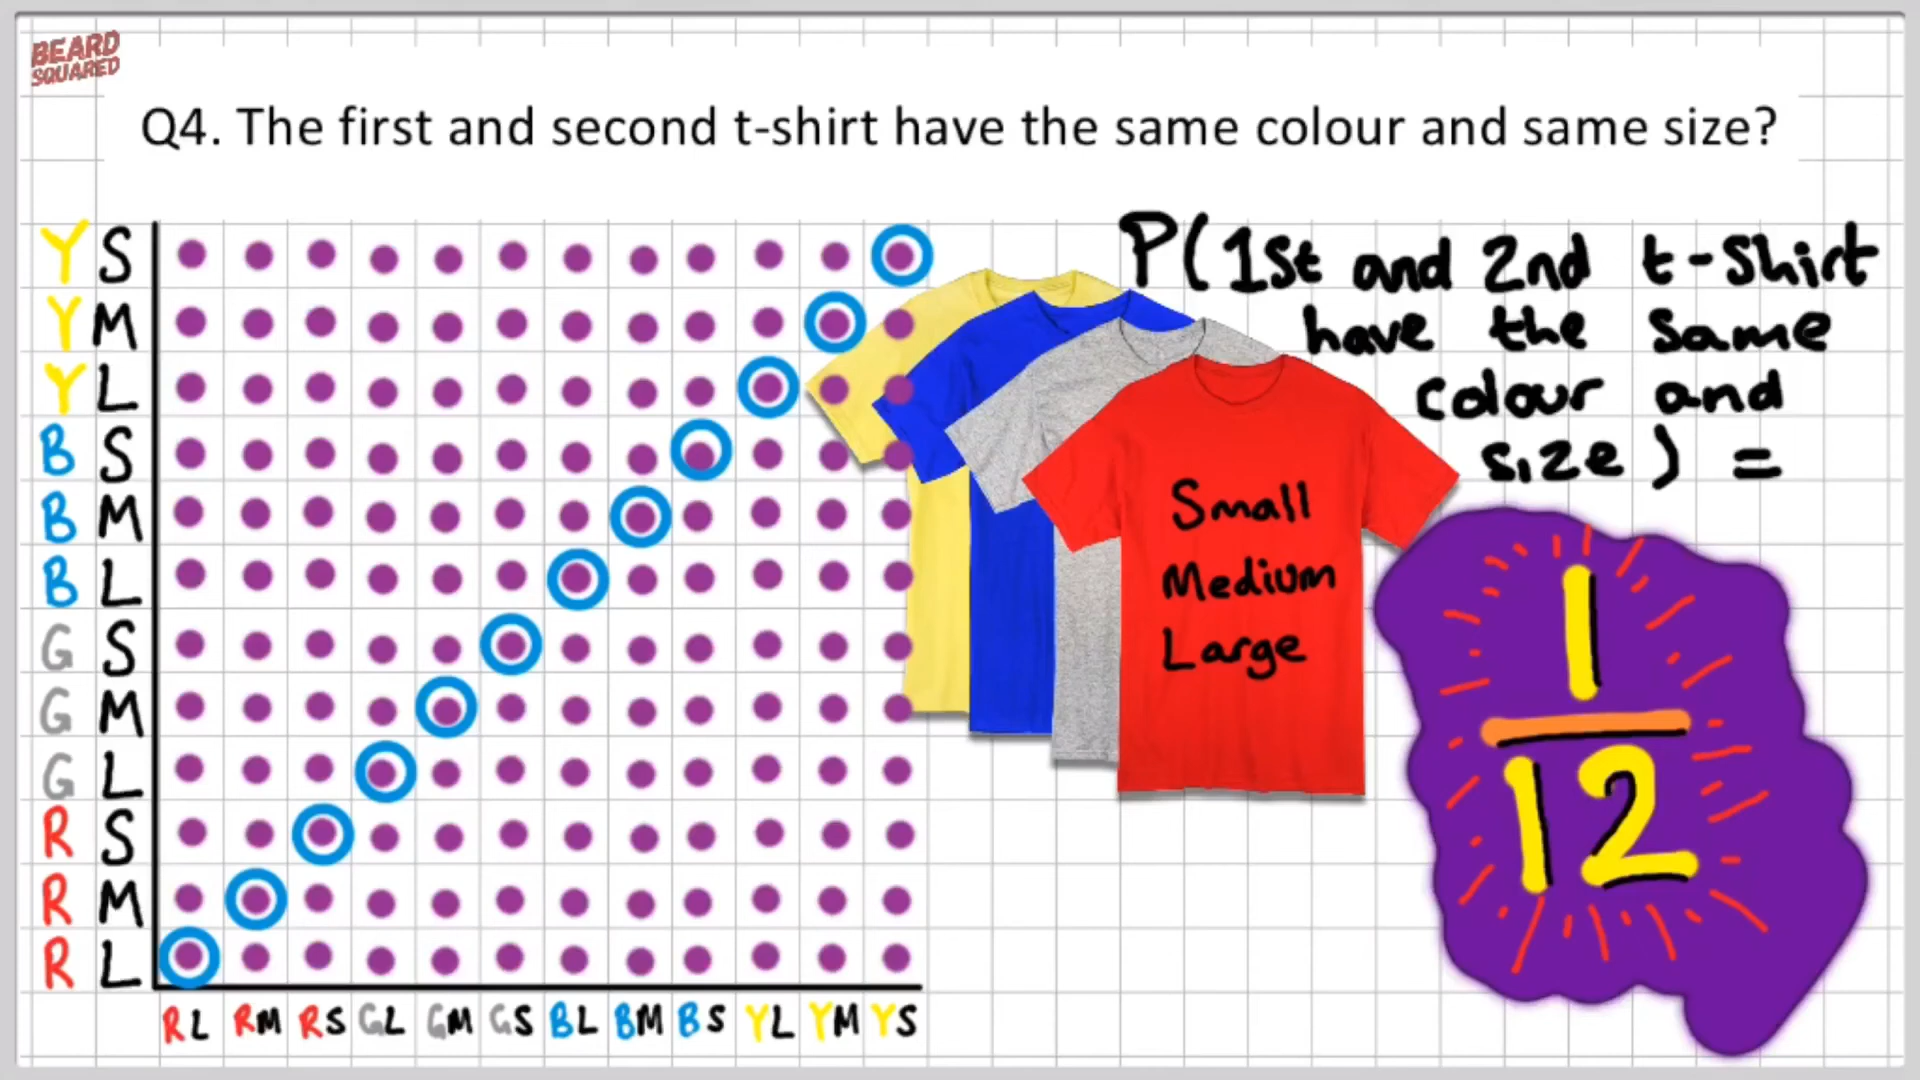 BEARD
SQUARED
Q4. The first and second t-shirt have the same colour and same size?
Y S
Y M
Y L
B S
B M
B L
G S
G M
G L
R S
R M
R L
RL RM RS GL GM GS BL BM BS YL YM YS
P(1st and 2nd t-shirt
have the same
colour and
size) =
Small
Medium
Large
1
12